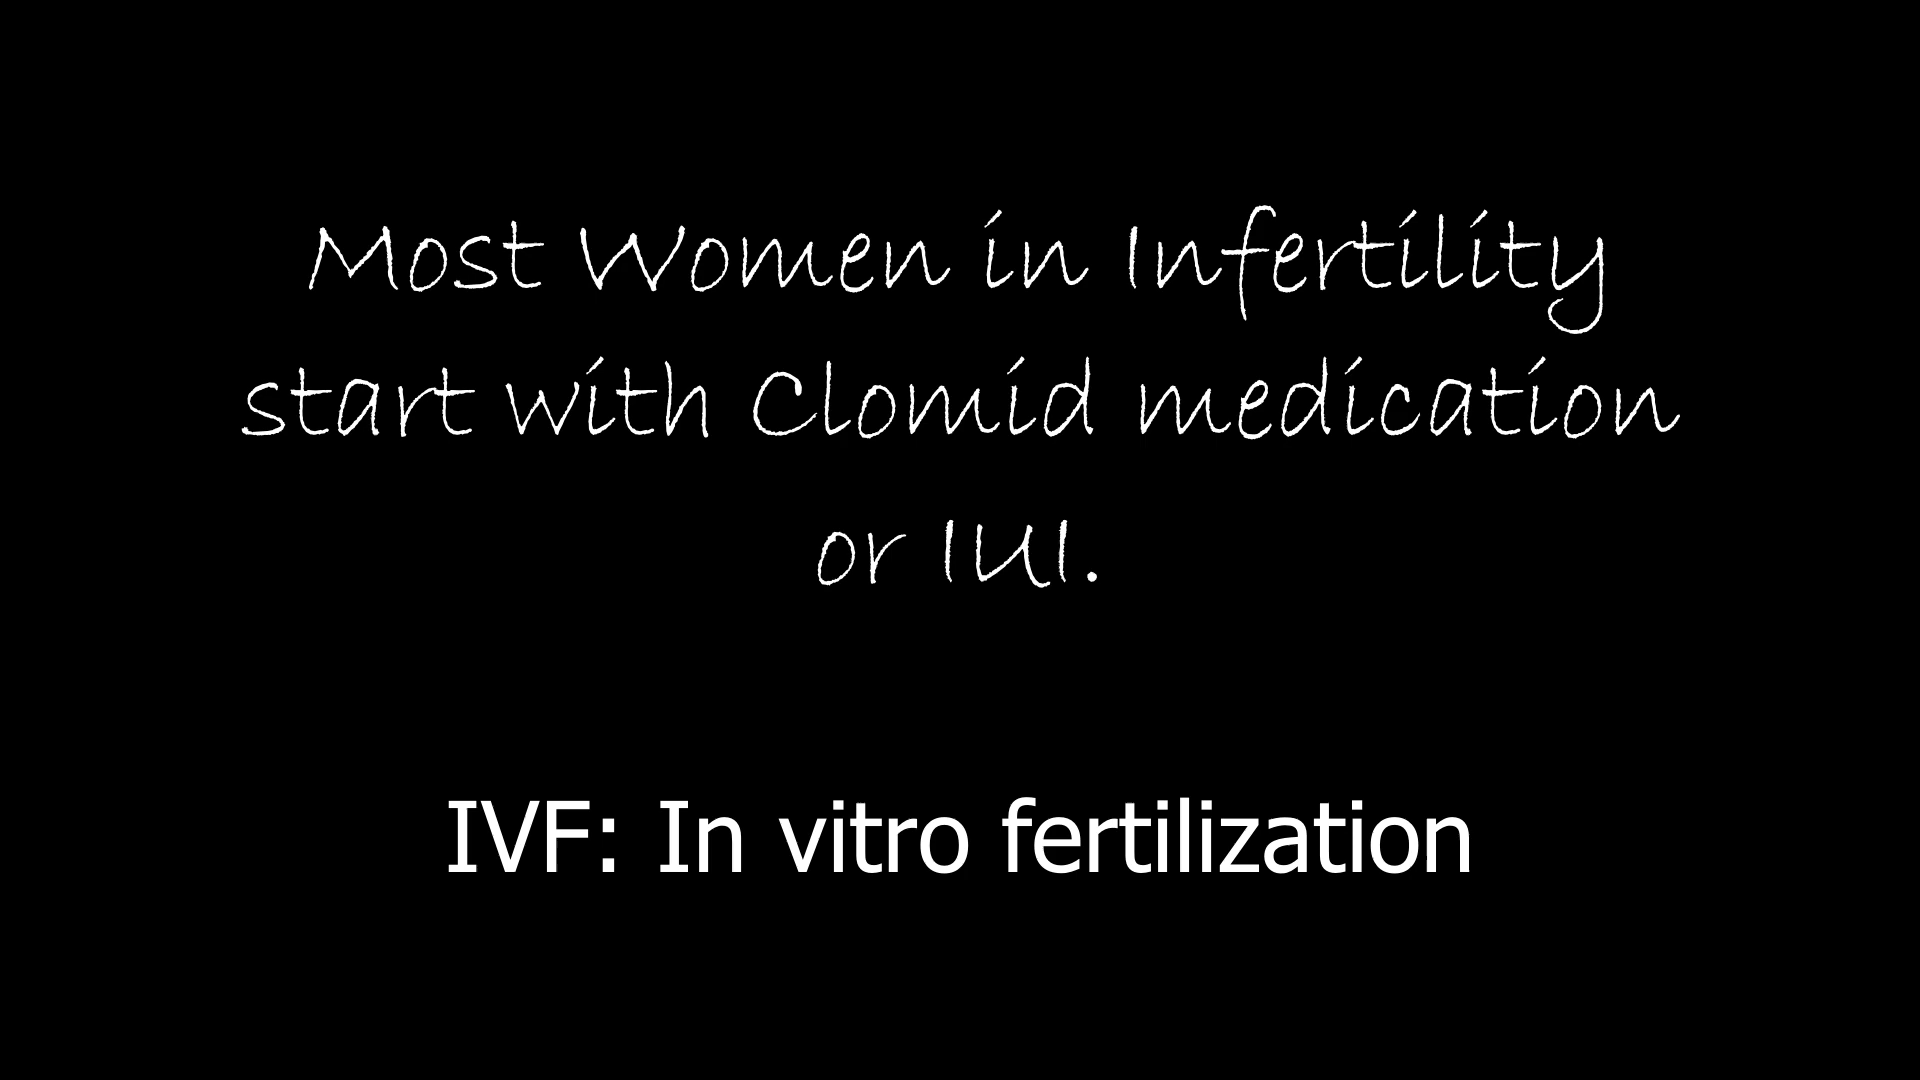 Most Women in Infertility
start with Clomid medication
or IUI.
IVF: In vitro fertilization